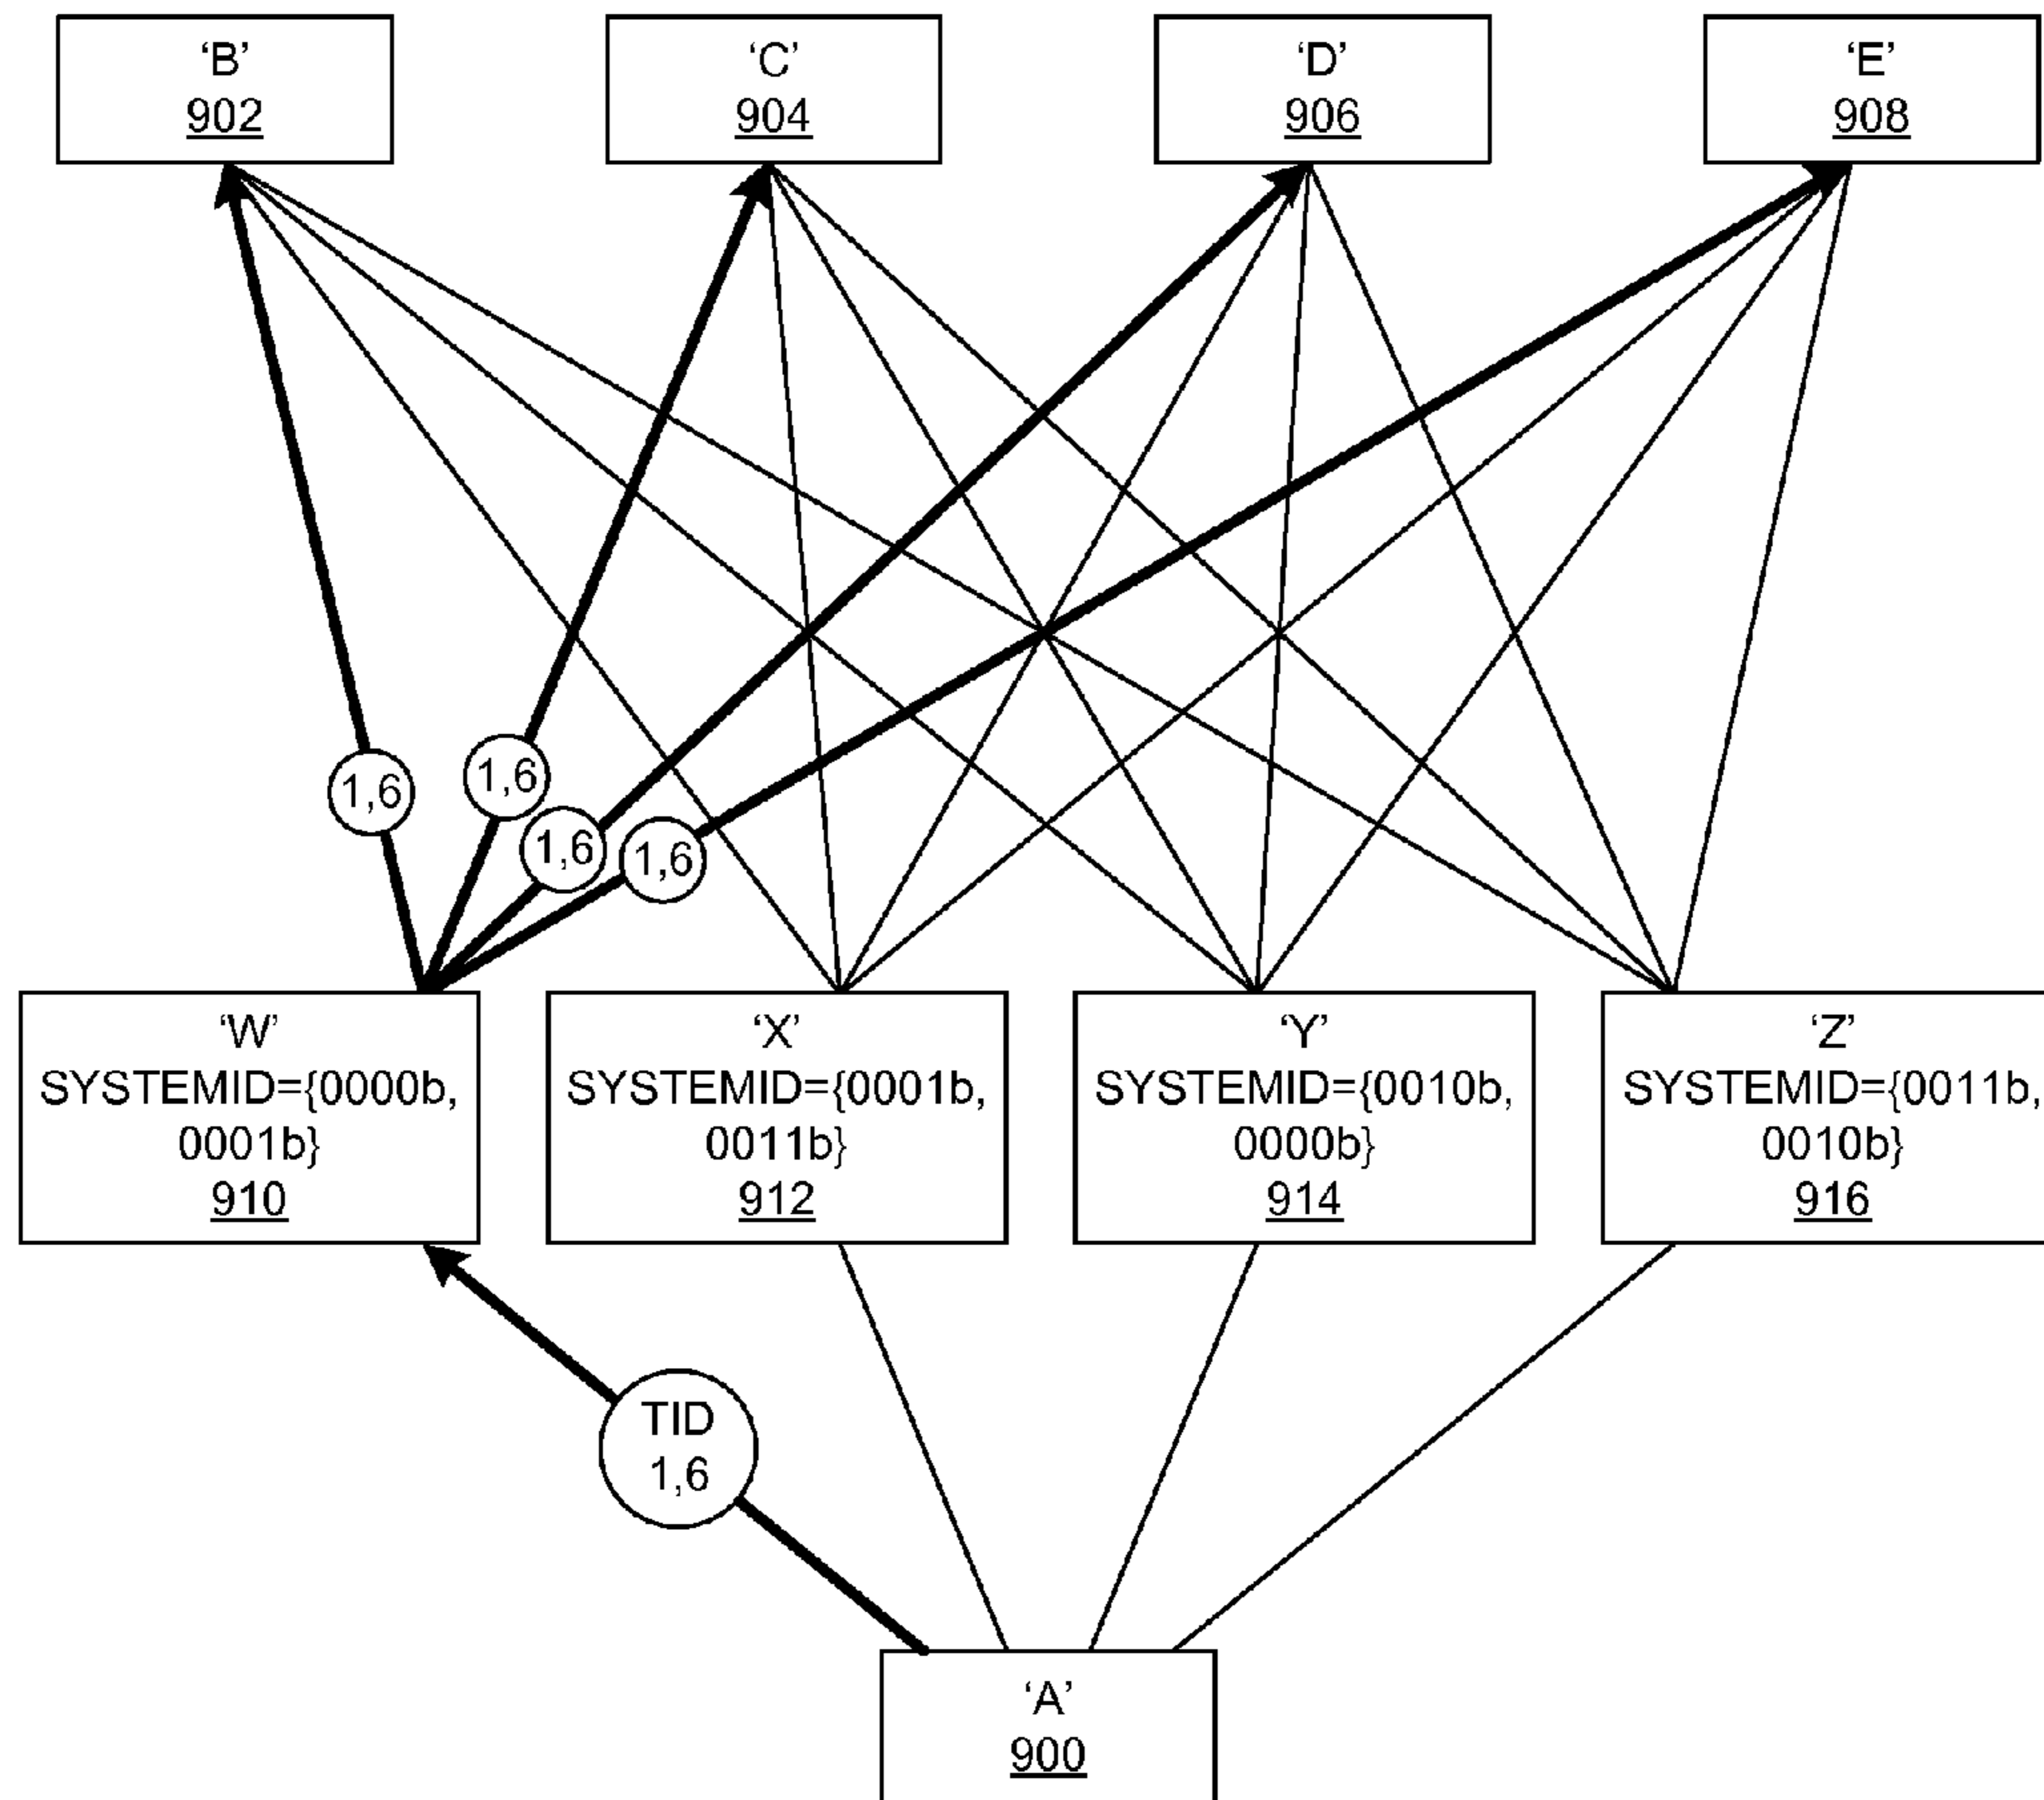 ‘B’
902
‘C’
904
‘D’
906
‘E’
908
1,6
1,6
1,6
1,6
‘W’
SYSTEMID={0000b,
0001b}
910
‘X’
SYSTEMID={0001b,
0011b}
912
‘Y’
SYSTEMID={0010b,
0000b}
914
‘Z’
SYSTEMID={0011b,
0010b}
916
TID
1,6
‘A’
900